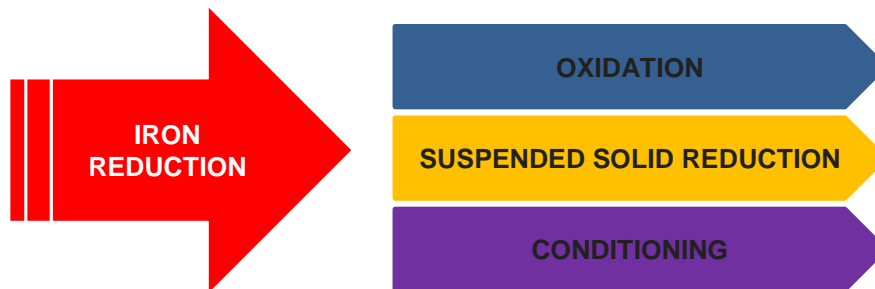 IRON
REDUCTION
OXIDATION
SUSPENDED SOLID REDUCTION
CONDITIONING